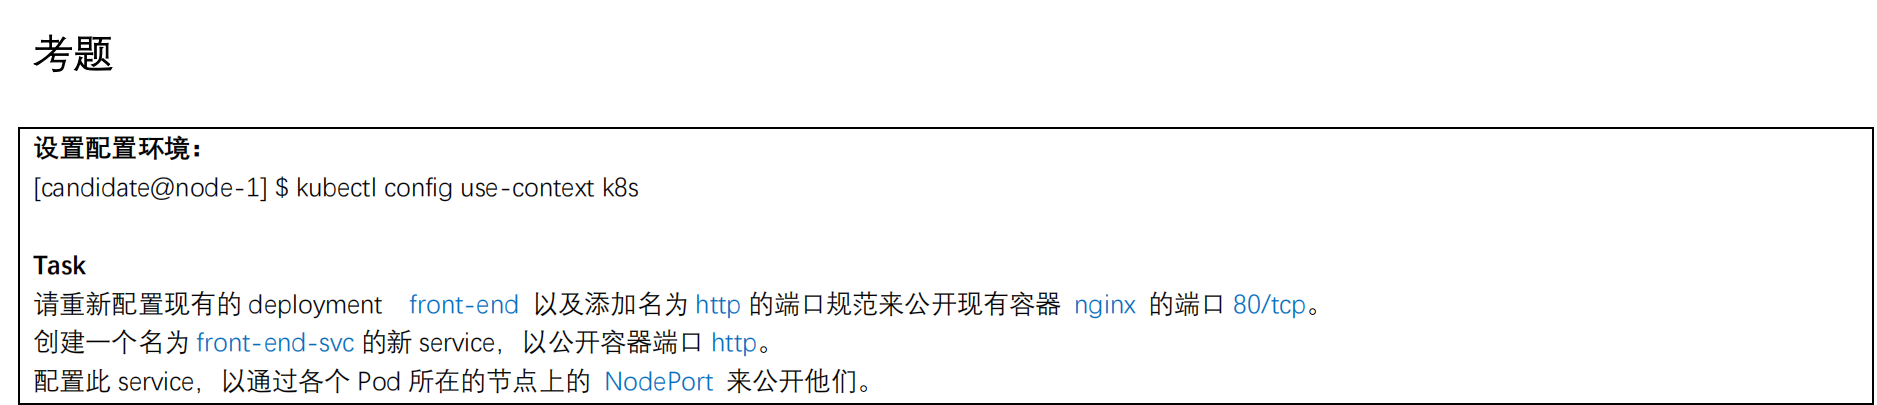 考题
设置配置环境：
[candidate@node-1] $ kubectl config use-context k8s
Task
请重新配置现有的 deployment front-end 以及添加名为 http 的端口规范来公开现有容器 nginx 的端口 80/tcp。
创建一个名为 front-end-svc 的新 service，以公开容器端口 http。
配置此 service，以通过各个 Pod 所在的节点上的 NodePort 来公开他们。